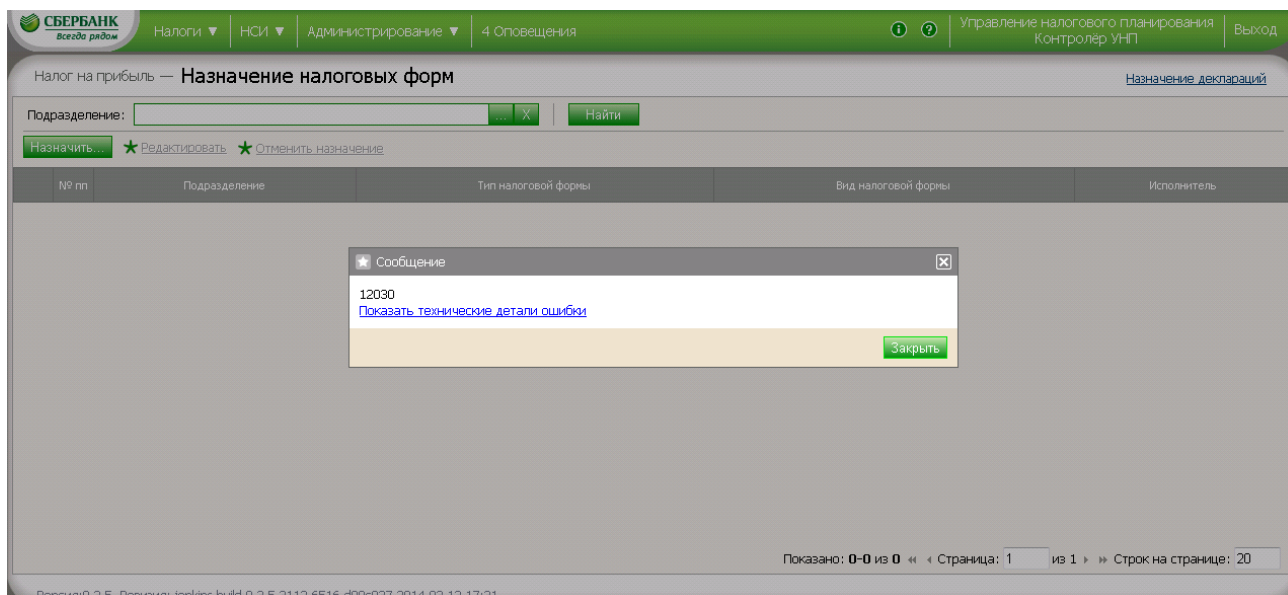 СБЕРБАНК
Всегда рядом
Налоги ▼ НСИ ▼ Администрирование ▼ 4 Оповещения
i ? Управление налогового планирования
Контролёр УНП
Выход
Налог на прибыль — Назначение налоговых форм
Назначение деклараций
Подразделение: ... X Найти
Назначить... Редактировать Отменить назначение
№ пп Подразделение Тип налоговой формы Вид налоговой формы Исполнитель
Сообщение
12030
Показать технические детали ошибки
Закрыть
Показано: 0-0 из 0 Страница: 1 из 1 Строк на странице: 20